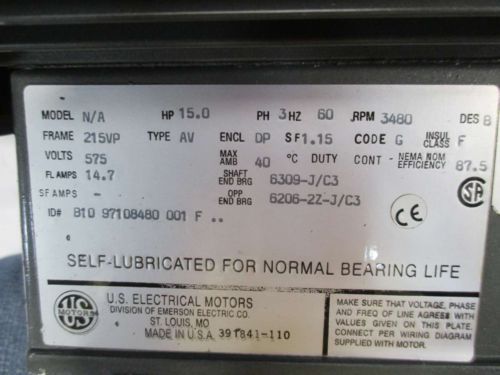 MODEL N/A HP 15.0 PH 3 HZ 60 RPM 3480 DES B
FRAME 215VP TYPE AV ENCL DP SF 1.15 CODE G INSUL CLASS F
VOLTS 575 MAX AMB 40 °C DUTY CONT - NEMA NOM EFFICIENCY 87.5
FL AMPS 14.7 SHAFT END BRG 6309-J/C3
SF AMPS - OPP END BRG 6206-2Z-J/C3
ID# B10 97108480 001 F ..
SA
CE
SELF-LUBRICATED FOR NORMAL BEARING LIFE
US
MOTORS
U.S. ELECTRICAL MOTORS
DIVISION OF EMERSON ELECTRIC CO.
ST. LOUIS, MO
MADE IN U.S.A. 391841-110
MAKE SURE THAT VOLTAGE, PHASE
AND FREQ OF LINE AGREE WITH
VALUES GIVEN ON THIS PLATE.
CONNECT PER WIRING DIAGRAM
SUPPLIED WITH MOTOR.